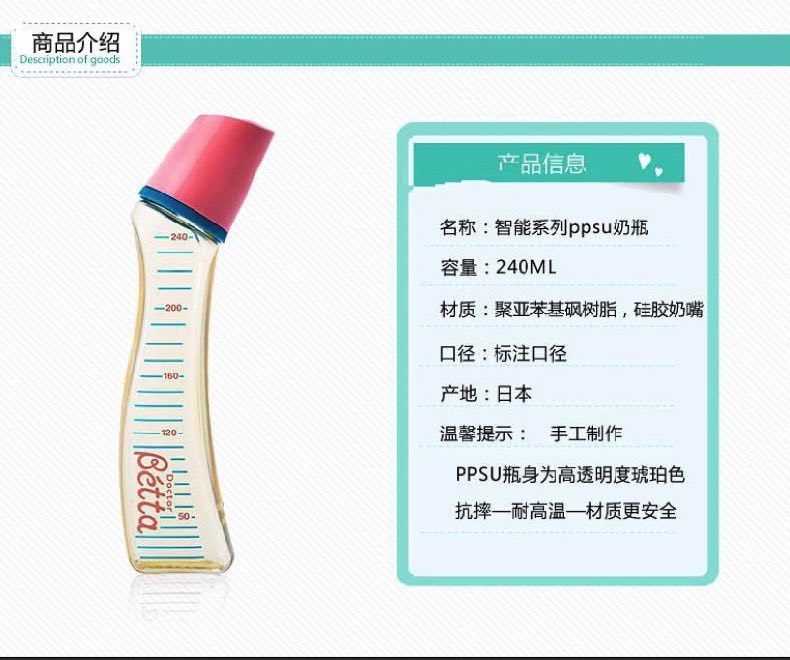 商品介绍
Description of goods
产品信息
名称：智能系列ppsu奶瓶
容量：240ML
材质：聚亚苯基砜树脂，硅胶奶嘴
口径：标注口径
产地：日本
温馨提示： 手工制作
PPSU瓶身为高透明度琥珀色
抗摔—耐高温—材质更安全
240
200
160
120
50
Doctor
Bétta